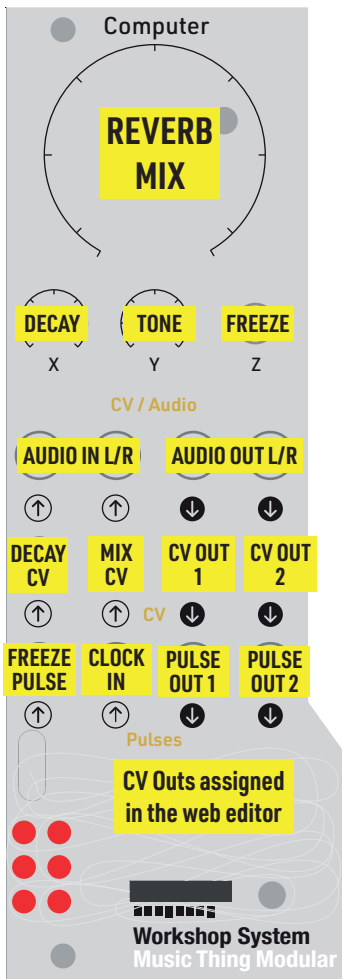 Computer
REVERB
MIX
DECAY TONE FREEZE
X Y Z
CV / Audio
AUDIO IN L/R AUDIO OUT L/R
DECAY
CV
MIX
CV
CV OUT
1
CV OUT
2
CV
FREEZE
PULSE
CLOCK
IN
PULSE
OUT 1
PULSE
OUT 2
Pulses
CV Outs assigned
in the web editor
Workshop System
Music Thing Modular